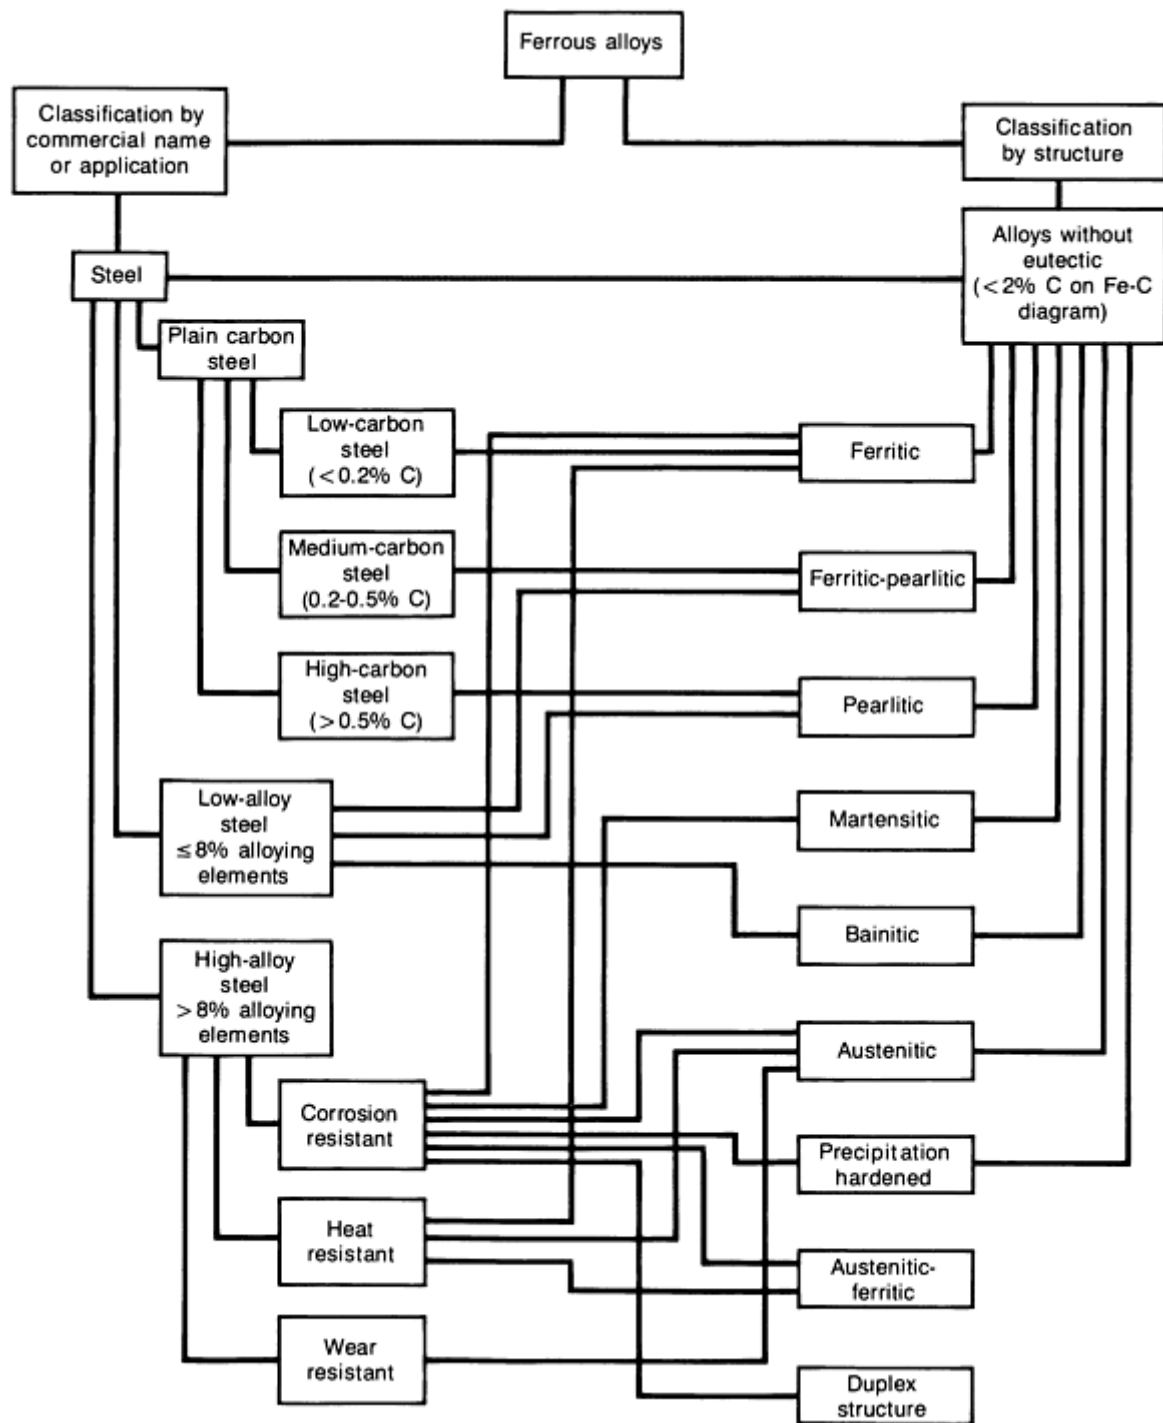 Ferrous alloys
Classification by
commercial name
or application
Classification
by structure
Alloys without
eutectic
(<2% C on Fe-C
diagram)
Steel
Plain carbon
steel
Low-carbon
steel
(<0.2% C)
Ferritic
Medium-carbon
steel
(0.2-0.5% C)
Ferritic-pearlitic
High-carbon
steel
(>0.5% C)
Pearlitic
Low-alloy
steel
≤8% alloying
elements
Martensitic
Bainitic
High-alloy
steel
>8% alloying
elements
Austenitic
Corrosion
resistant
Precipitation
hardened
Heat
resistant
Austenitic-
ferritic
Wear
resistant
Duplex
structure